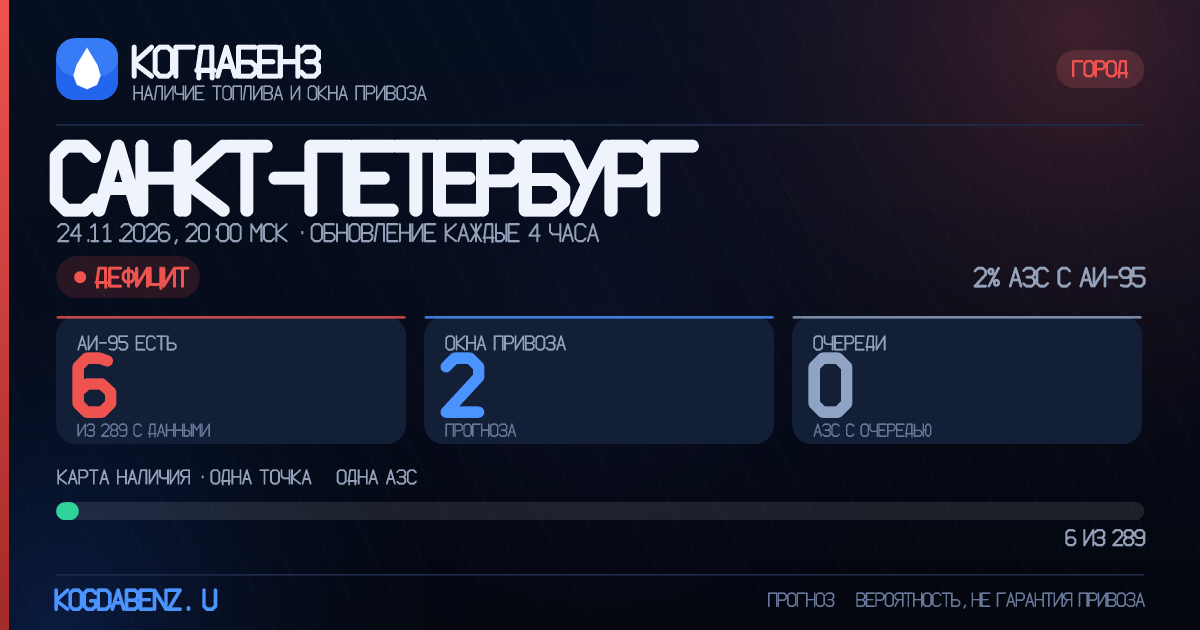 КОГДАБЕНЗ
НАЛИЧИЕ ТОПЛИВА И ОКНА ПРИВОЗА
ГОРОД
САНКТ-ПЕТЕРБУРГ
24.11.2026, 20:00 МСК · ОБНОВЛЕНИЕ КАЖДЫЕ 4 ЧАСА
ДЕФИЦИТ
2% АЗС С АИ-95
АИ-95 ЕСТЬ
6
ИЗ 289 С ДАННЫМИ
ОКНА ПРИВОЗА
2
ПРОГНОЗА
ОЧЕРЕДИ
0
АЗС С ОЧЕРЕДЬЮ
КАРТА НАЛИЧИЯ · ОДНА ТОЧКА ОДНА АЗС
6 ИЗ 289
KOGDABENZ. U
ПРОГНОЗ ВЕРОЯТНОСТЬ, НЕ ГАРАНТИЯ ПРИВОЗА